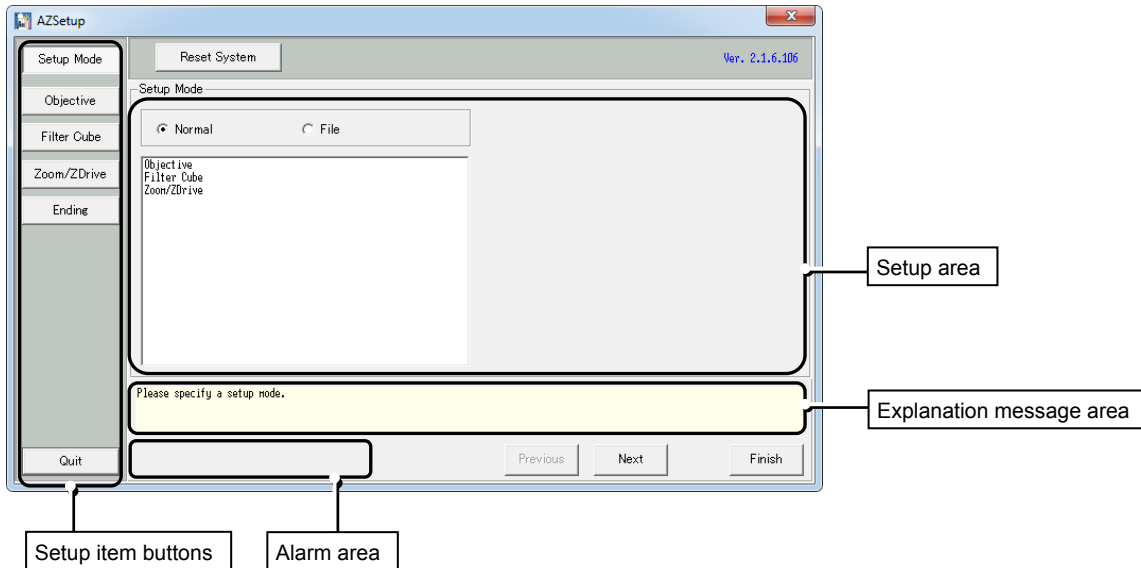 AZSetup
Setup Mode
Reset System
Ver. 2.1.6.106
Setup Mode
Objective
Normal
File
Filter Cube
Objective
Filter Cube
Zoom/ZDrive
Zoom/ZDrive
Ending
Setup area
Please specify a setup mode.
Explanation message area
Quit
Previous
Next
Finish
Setup item buttons
Alarm area